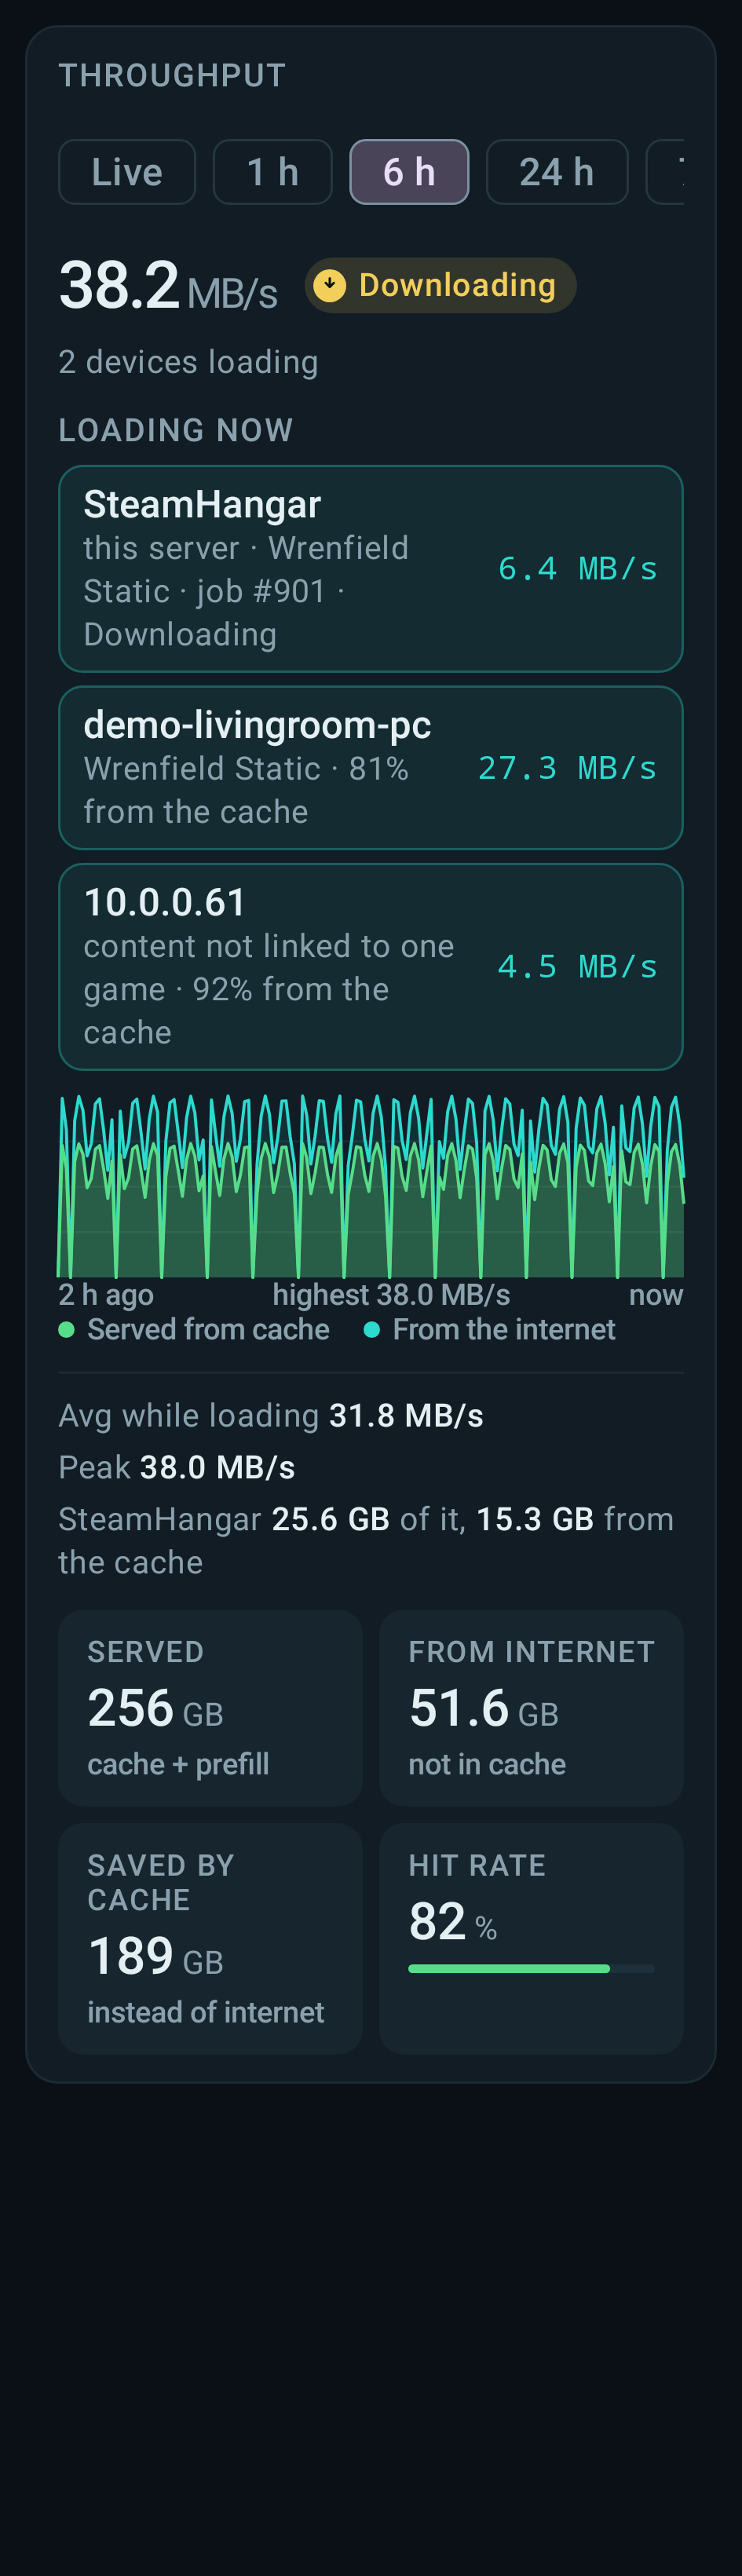 THROUGHPUT
Live
1 h
6 h
24 h
38.2 MB/s
Downloading
2 devices loading
LOADING NOW
SteamHangar
this server · Wrenfield
Static · job #901 ·
Downloading
6.4 MB/s
demo-livingroom-pc
Wrenfield Static · 81%
from the cache
27.3 MB/s
10.0.0.61
content not linked to one
game · 92% from the
cache
4.5 MB/s
2 h ago
highest 38.0 MB/s
now
Served from cache
From the internet
Avg while loading 31.8 MB/s
Peak 38.0 MB/s
SteamHangar 25.6 GB of it, 15.3 GB from
the cache
SERVED
256 GB
cache + prefill
FROM INTERNET
51.6 GB
not in cache
SAVED BY
CACHE
189 GB
instead of internet
HIT RATE
82 %